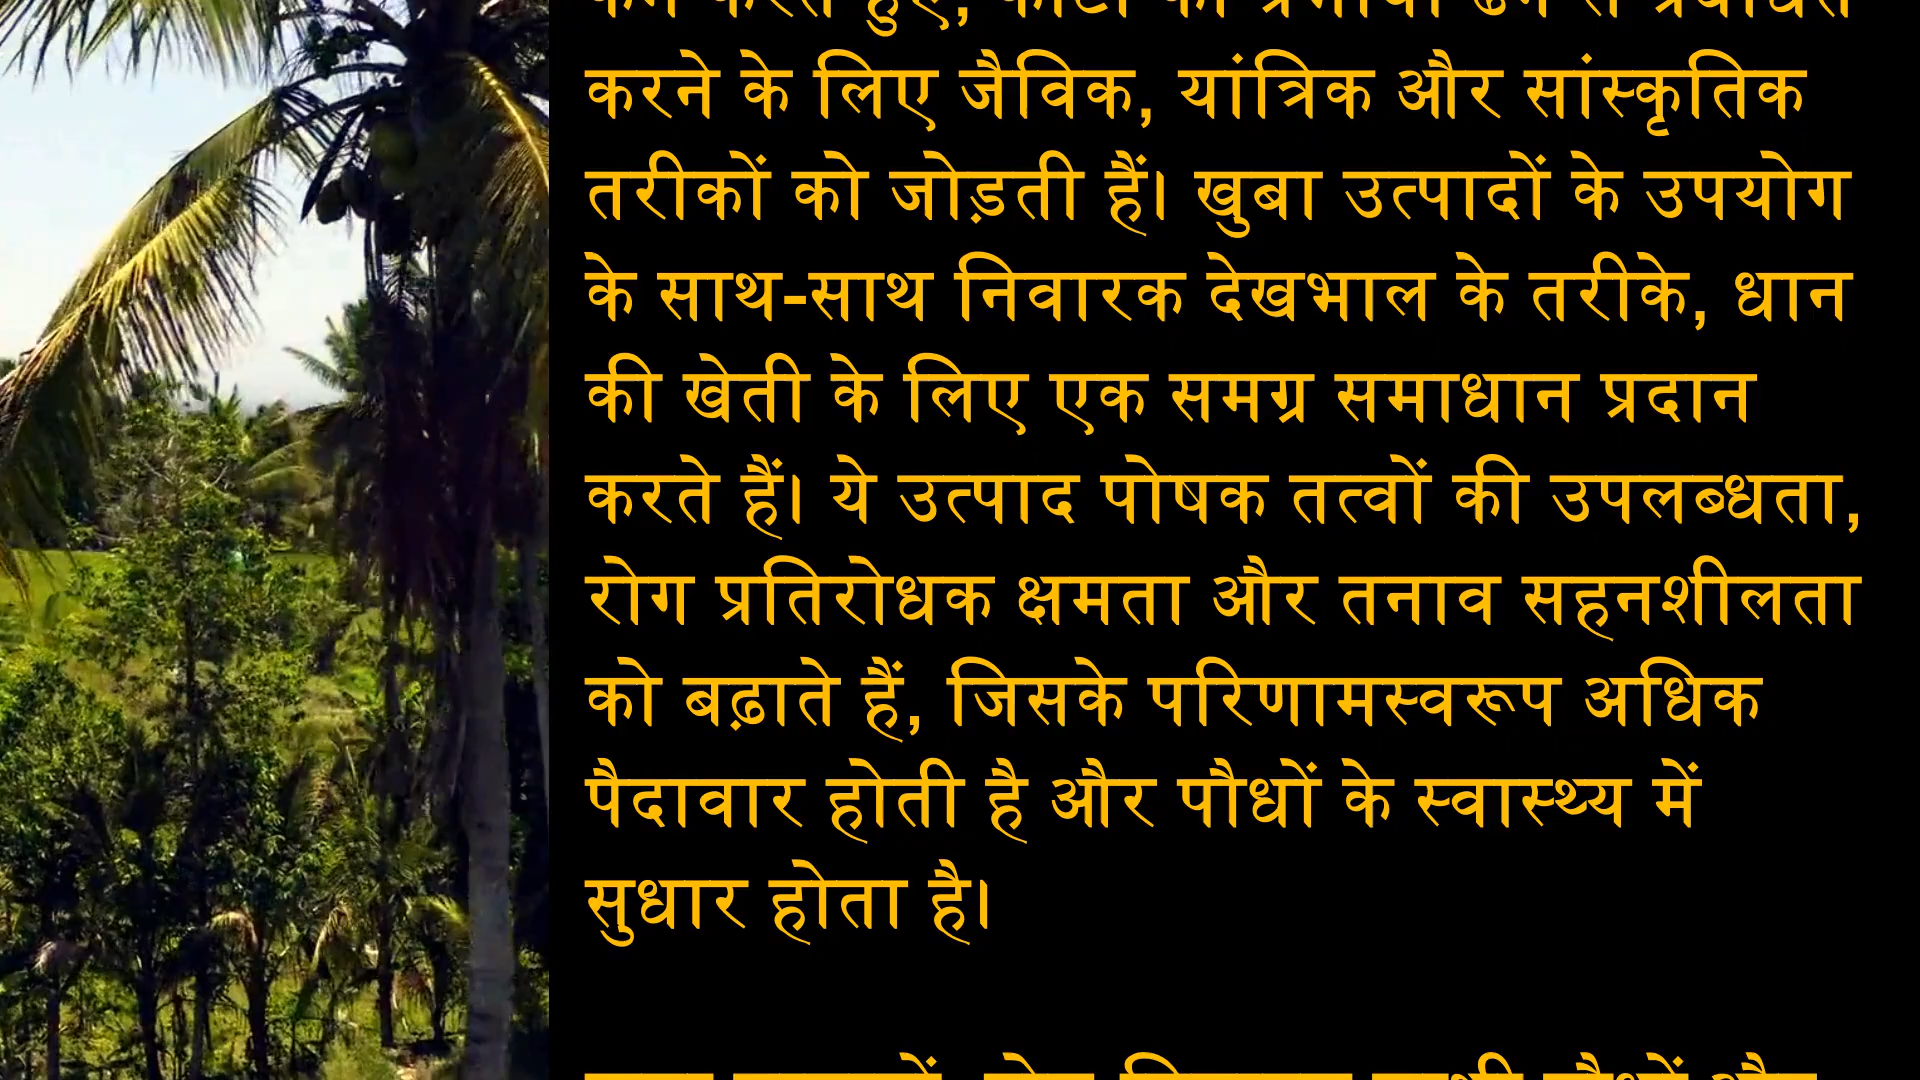 करने के लिए जैविक, यांत्रिक और सांस्कृतिक
तरीकों को जोड़ती हैं। खुबा उत्पादों के उपयोग
के साथ-साथ निवारक देखभाल के तरीके, धान
की खेती के लिए एक समग्र समाधान प्रदान
करते हैं। ये उत्पाद पोषक तत्वों की उपलब्धता,
रोग प्रतिरोधक क्षमता और तनाव सहनशीलता
को बढ़ाते हैं, जिसके परिणामस्वरूप अधिक
पैदावार होती है और पौधों के स्वास्थ्य में
सुधार होता है।